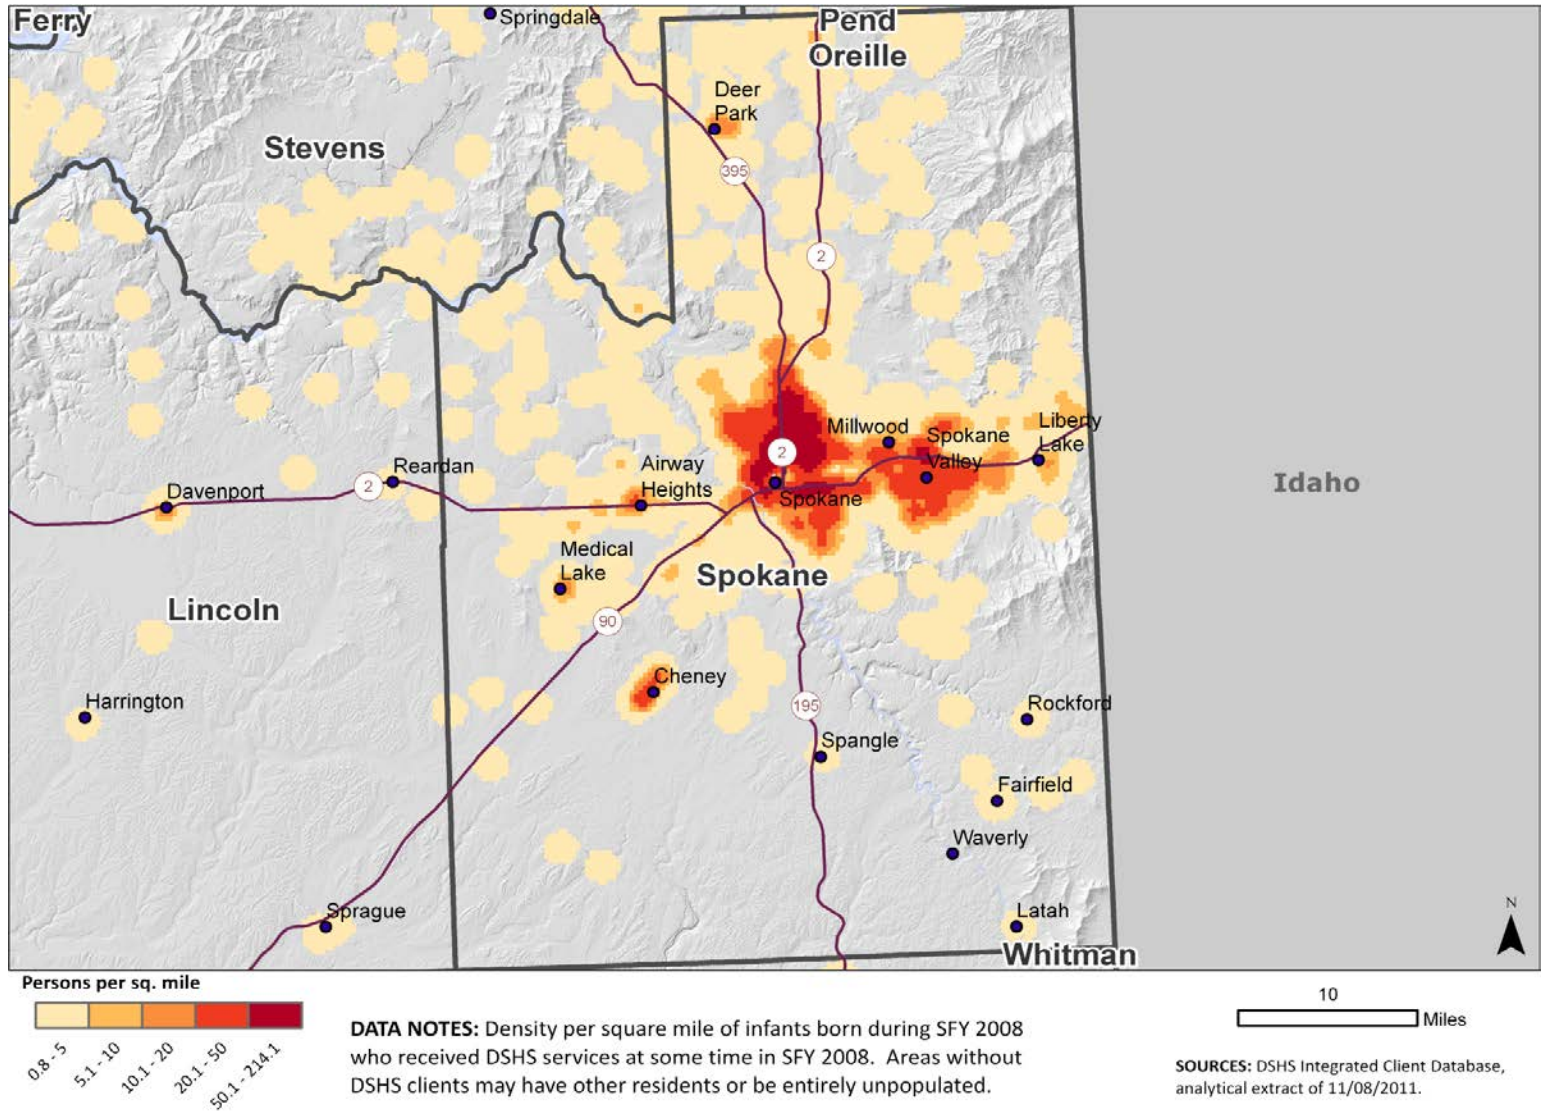 Ferry
Springdale
Pend
Oreille
Deer
Park
Stevens
395
2
Millwood
Spokane
Valley
Liberty
Lake
2
Reardan
2
Davenport
Airway
Heights
Spokane
Idaho
Medical
Lake
Spokane
Lincoln
90
Cheney
Harrington
195
Rockford
Spangle
Fairfield
Waverly
Sprague
Latah
N
Whitman
Persons per sq. mile
0.8 - 5
5.1 - 10
10.1 - 20
20.1 - 50
50.1 - 214.1
DATA NOTES: Density per square mile of infants born during SFY 2008
who received DSHS services at some time in SFY 2008. Areas without
DSHS clients may have other residents or be entirely unpopulated.
10
Miles
SOURCES: DSHS Integrated Client Database,
analytical extract of 11/08/2011.